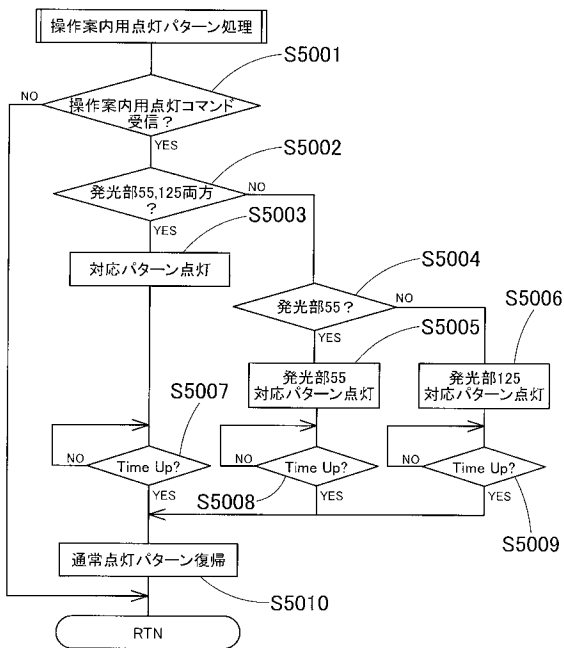 操作案内用点灯パターン処理
S5001
NO
操作案内用点灯コマンド
受信？
YES
S5002
発光部55,125両方
？
NO
YES
S5003
対応パターン点灯
S5004
発光部55？
NO
YES
S5005
S5006
発光部55
対応パターン点灯
発光部125
対応パターン点灯
S5007
NO
Time Up?
YES
S5008
NO
Time Up?
YES
NO
Time Up?
YES
S5009
通常点灯パターン復帰
S5010
RTN